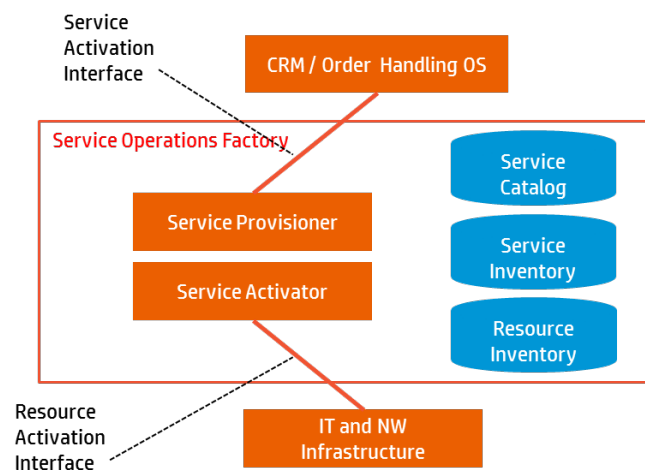 Service
Activation
Interface
CRM / Order Handling OS
Service Operations Factory
Service
Catalog
Service Provisioner
Service
Inventory
Service Activator
Resource
Inventory
Resource
Activation
Interface
IT and NW
Infrastructure